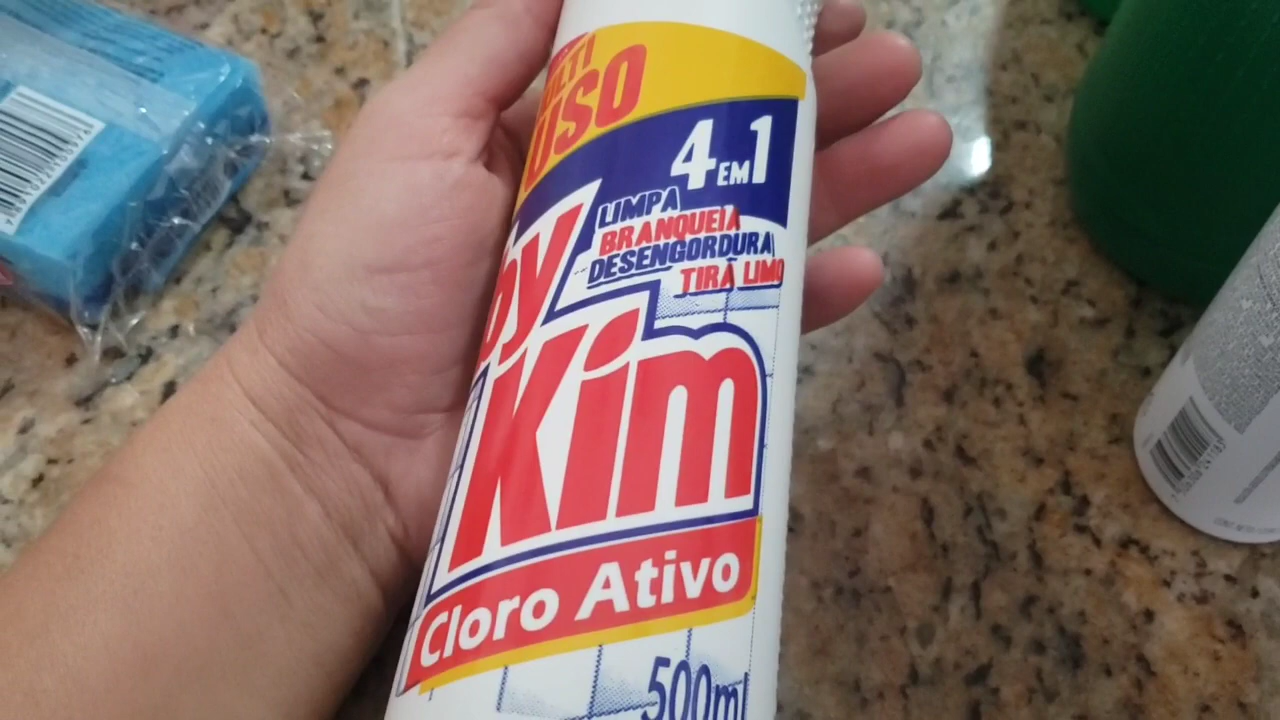 USO
4 EM 1
LIMPA
BRANQUEIA
DESENGORDURA
TIRA LIMO
Kim
Cloro Ativo
500ml